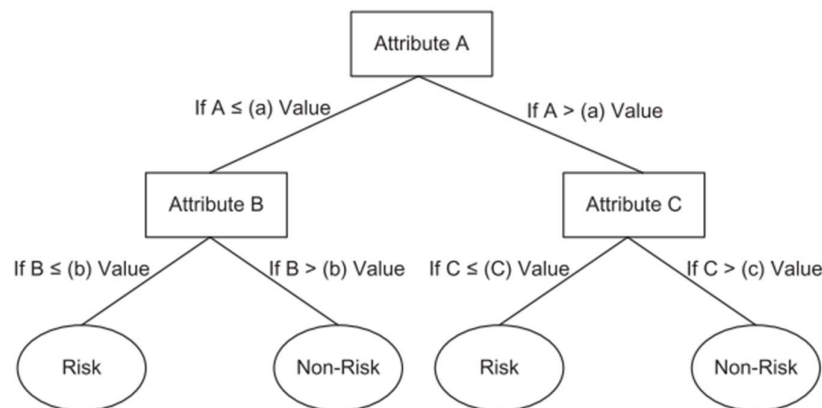 Attribute A
If A ≤ (a) Value
If A > (a) Value
Attribute B
Attribute C
If B ≤ (b) Value
If B > (b) Value
If C ≤ (C) Value
If C > (c) Value
Risk
Non-Risk
Risk
Non-Risk